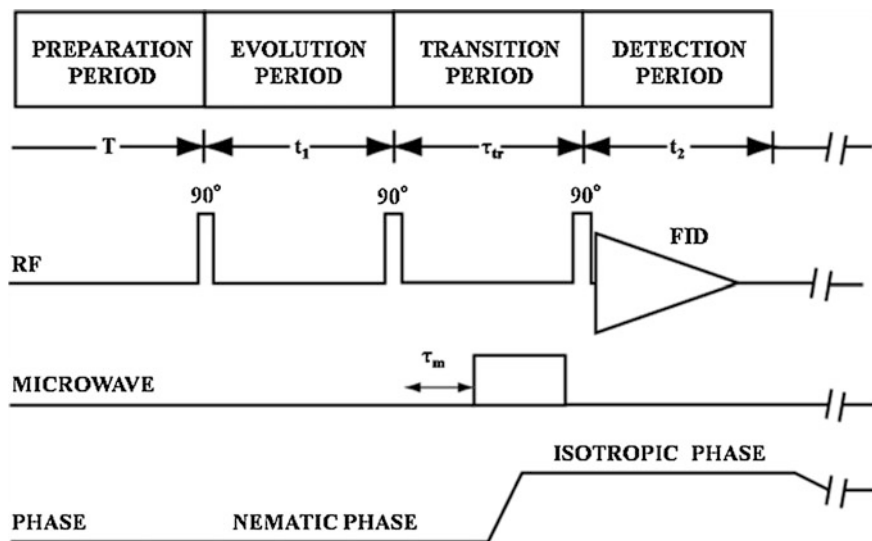 PREPARATION PERIOD
EVOLUTION PERIOD
TRANSITION PERIOD
DETECTION PERIOD
T
t₁
τtr
t₂
90°
90°
90°
FID
RF
τm
MICROWAVE
ISOTROPIC PHASE
PHASE
NEMATIC PHASE